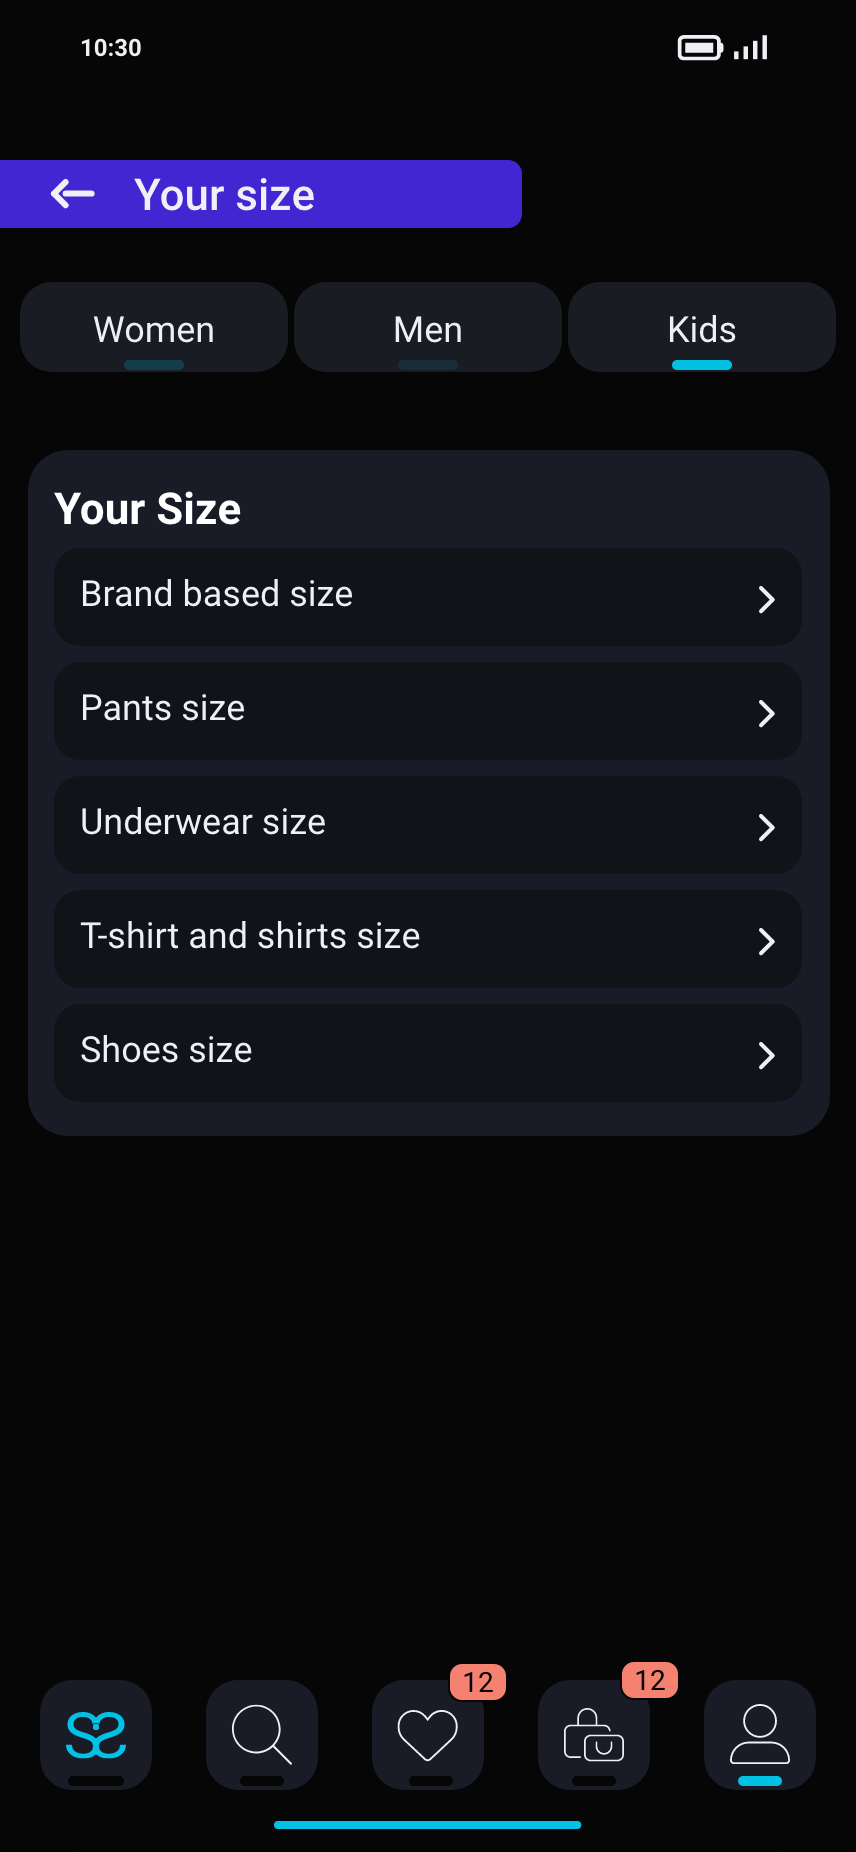 10:30
Your size
Women
Men
Kids
Your Size
Brand based size
Pants size
Underwear size
T-shirt and shirts size
Shoes size
12
12